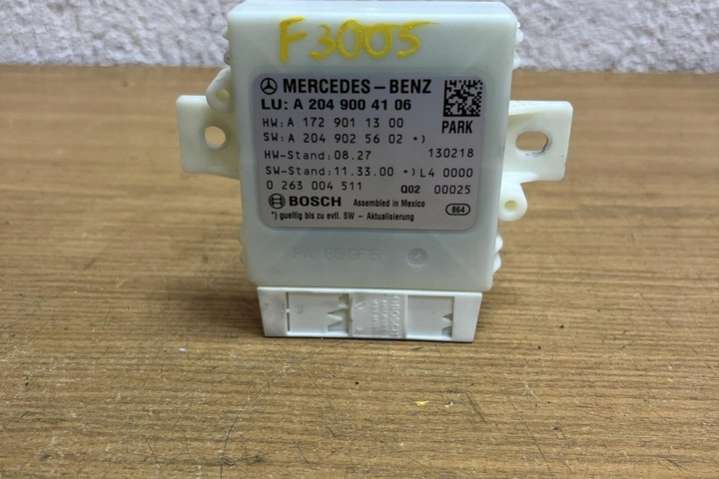 F3005
MERCEDES-BENZ
LU: A 204 900 41 06
HW: A 172 901 13 00 PARK
SW: A 204 902 56 02 *)
HW-Stand: 08.27 130218
SW-Stand: 11.33.00 *) L4 0000
0 263 004 511 Q02 00025
BOSCH Assembled in Mexico
*) gueltig bis zu evtl. SW - Aktualisierung 864